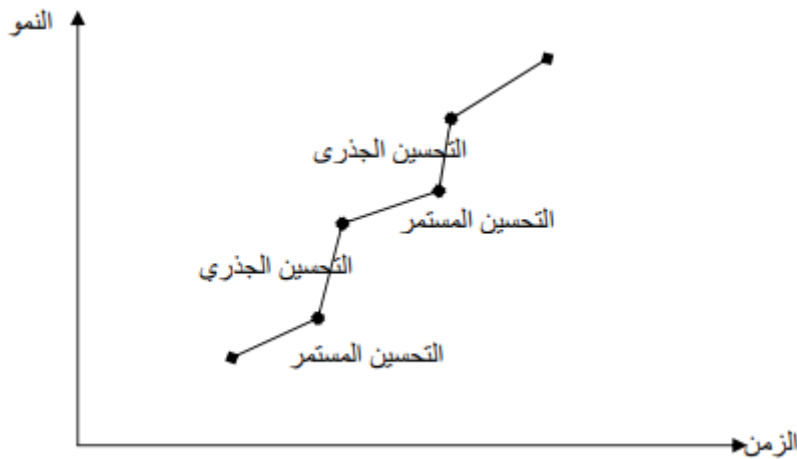 النمو
التحسين الجذرى
التحسين المستمر
التحسين الجذري
التحسين المستمر
الزمن